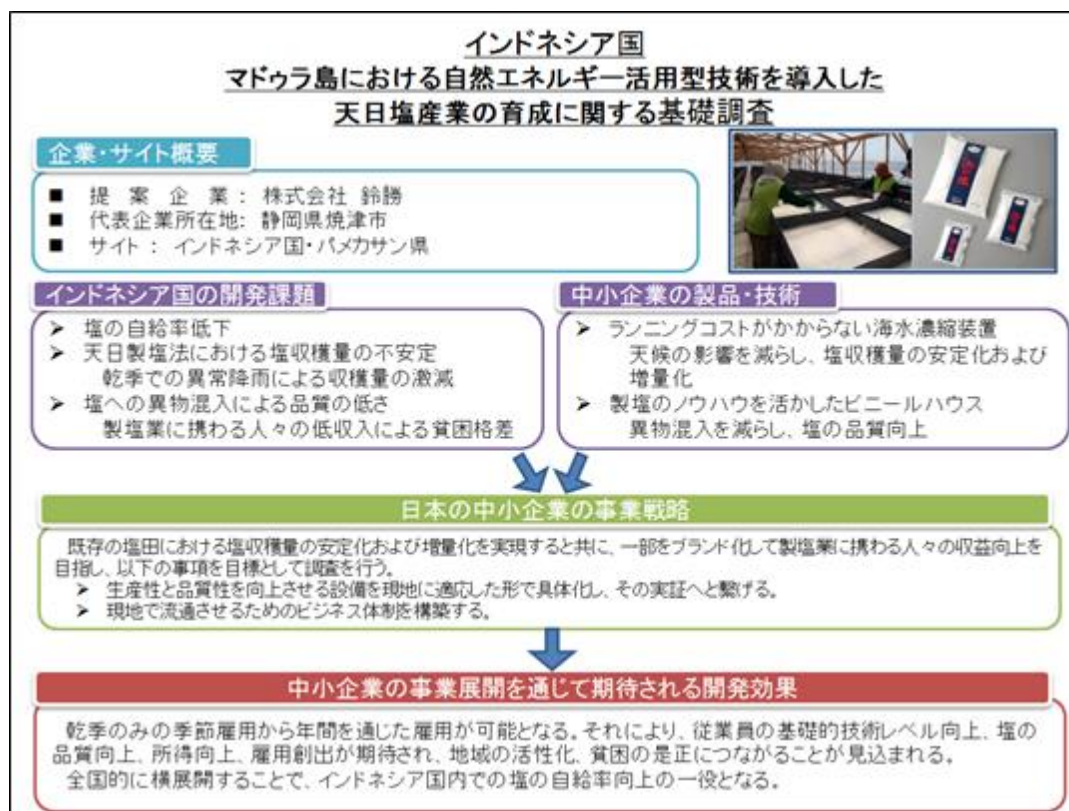 インドネシア国
マドゥラ島における自然エネルギー活用型技術を導入した
天日塩産業の育成に関する基礎調査
企業・サイト概要
■ 提 案 企 業 : 株式会社 鈴勝
■ 代表企業所在地: 静岡県焼津市
■ サイト : インドネシア国・パメカサン県
インドネシア国の開発課題
➢ 塩の自給率低下
➢ 天日製塩法における塩収穫量の不安定
乾季での異常降雨による収穫量の激減
➢ 塩への異物混入による品質の低さ
製塩業に携わる人々の低収入による貧困格差
中小企業の製品・技術
➢ ランニングコストがかからない海水濃縮装置
天候の影響を減らし、塩収穫量の安定化および
増量化
➢ 製塩のノウハウを活かしたビニールハウス
異物混入を減らし、塩の品質向上
日本の中小企業の事業戦略
既存の塩田における塩収穫量の安定化および増量化を実現すると共に、一部をブランド化して製塩業に携わる人々の収益向上を
目指し、以下の事項を目標として調査を行う。
➢ 生産性と品質性を向上させる設備を現地に適応した形で具体化し、その実証へと繋げる。
➢ 現地で流通させるためのビジネス体制を構築する。
中小企業の事業展開を通じて期待される開発効果
乾季のみの季節雇用から年間を通じた雇用が可能となる。それにより、従業員の基礎的技術レベル向上、塩の
品質向上、所得向上、雇用創出が期待され、地域の活性化、貧困の是正につながることが見込まれる。
全国的に横展開することで、インドネシア国内での塩の自給率向上の一役となる。